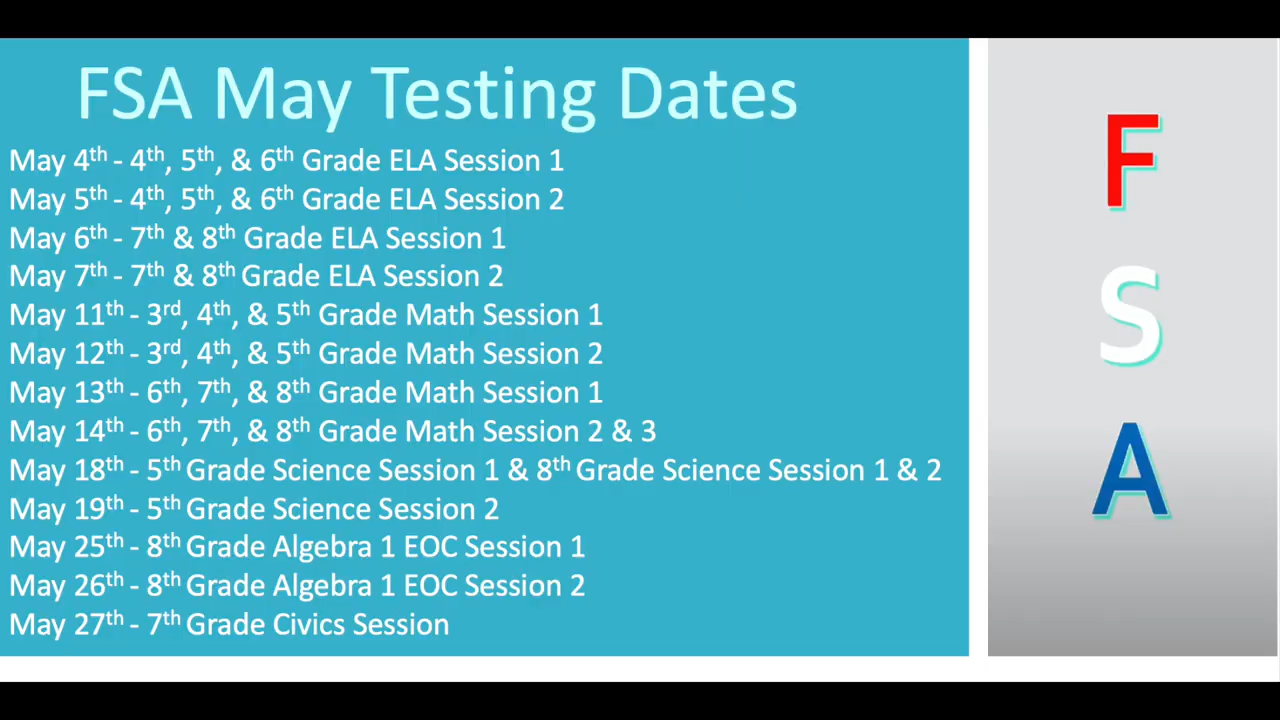 FSA May Testing Dates
May 4th - 4th, 5th, & 6th Grade ELA Session 1
May 5th - 4th, 5th, & 6th Grade ELA Session 2
May 6th - 7th & 8th Grade ELA Session 1
May 7th - 7th & 8th Grade ELA Session 2
May 11th - 3rd, 4th, & 5th Grade Math Session 1
May 12th - 3rd, 4th, & 5th Grade Math Session 2
May 13th - 6th, 7th, & 8th Grade Math Session 1
May 14th - 6th, 7th, & 8th Grade Math Session 2 & 3
May 18th - 5th Grade Science Session 1 & 8th Grade Science Session 1 & 2
May 19th - 5th Grade Science Session 2
May 25th - 8th Grade Algebra 1 EOC Session 1
May 26th - 8th Grade Algebra 1 EOC Session 2
May 27th - 7th Grade Civics Session
F
S
A